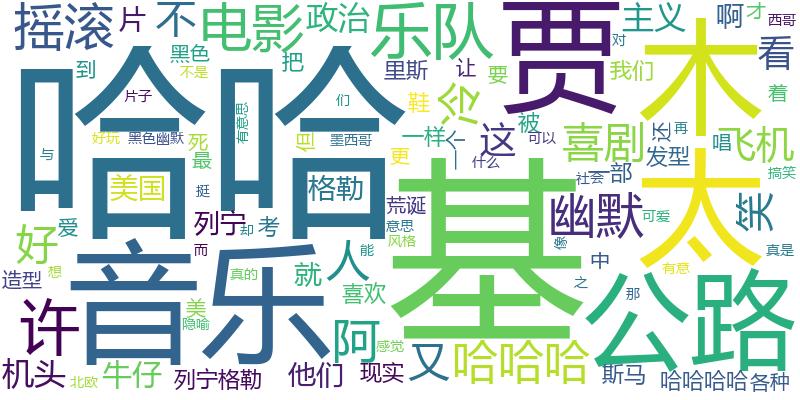 摇滚 片 不 电影 政治 乐队 贾 主义 啊 才 西哥
黑色 到 把 里斯 让 要 对 我们 木 看
哈哈 片子 不是 们 鞋 冷 着
与 好玩 黑色幽默 死 有意思 但 墨西哥 一样 个 这 被 可以 喜剧 还 再 唱 飞机
最 更 什么 一部 发型 搞笑
美国 挺 格勒 基 社会 太
爱 列宁 却 考 荒诞 意思 幽默 可爱 笑
好 而 音乐 人 能 风格 像 中 真是
造型 想 真的 就 喜欢 之 那 有意 公路
许 美 隐喻 阿 感觉
机头 北欧 牛仔 列宁格勒 他们 现实 又 哈哈哈 斯马 哈哈哈哈 各种